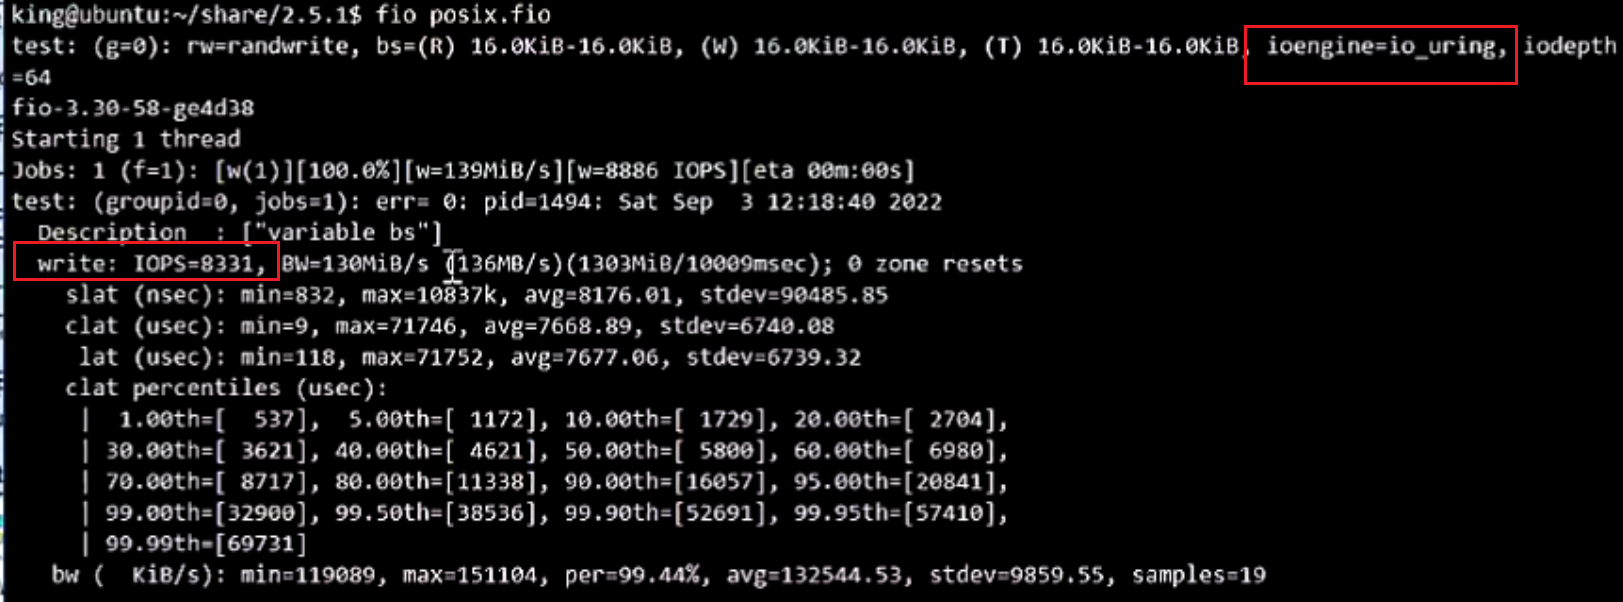 king@ubuntu:~/share/2.5.1$ fio posix.fio
test: (g=0): rw=randwrite, bs=(R) 16.0KiB-16.0KiB, (W) 16.0KiB-16.0KiB, (T) 16.0KiB-16.0KiB, ioengine=io_uring, iodepth
=64
fio-3.30-58-ge4d38
Starting 1 thread
Jobs: 1 (f=1): [w(1)][100.0%][w=139MiB/s][w=8886 IOPS][eta 00m:00s]
test: (groupid=0, jobs=1): err= 0: pid=1494: Sat Sep  3 12:18:40 2022
  Description  : ["variable bs"]
  write: IOPS=8331, BW=130MiB/s (136MB/s)(1303MiB/10009msec); 0 zone resets
    slat (nsec): min=832, max=10837k, avg=8176.01, stdev=90485.85
    clat (usec): min=9, max=71746, avg=7668.89, stdev=6740.08
     lat (usec): min=118, max=71752, avg=7677.06, stdev=6739.32
    clat percentiles (usec):
     |  1.00th=[  537],  5.00th=[ 1172], 10.00th=[ 1729], 20.00th=[ 2704],
     | 30.00th=[ 3621], 40.00th=[ 4621], 50.00th=[ 5800], 60.00th=[ 6980],
     | 70.00th=[ 8717], 80.00th=[11338], 90.00th=[16057], 95.00th=[20841],
     | 99.00th=[32900], 99.50th=[38536], 99.90th=[52691], 99.95th=[57410],
     | 99.99th=[69731]
   bw (  KiB/s): min=119089, max=151104, per=99.44%, avg=132544.53, stdev=9859.55, samples=19